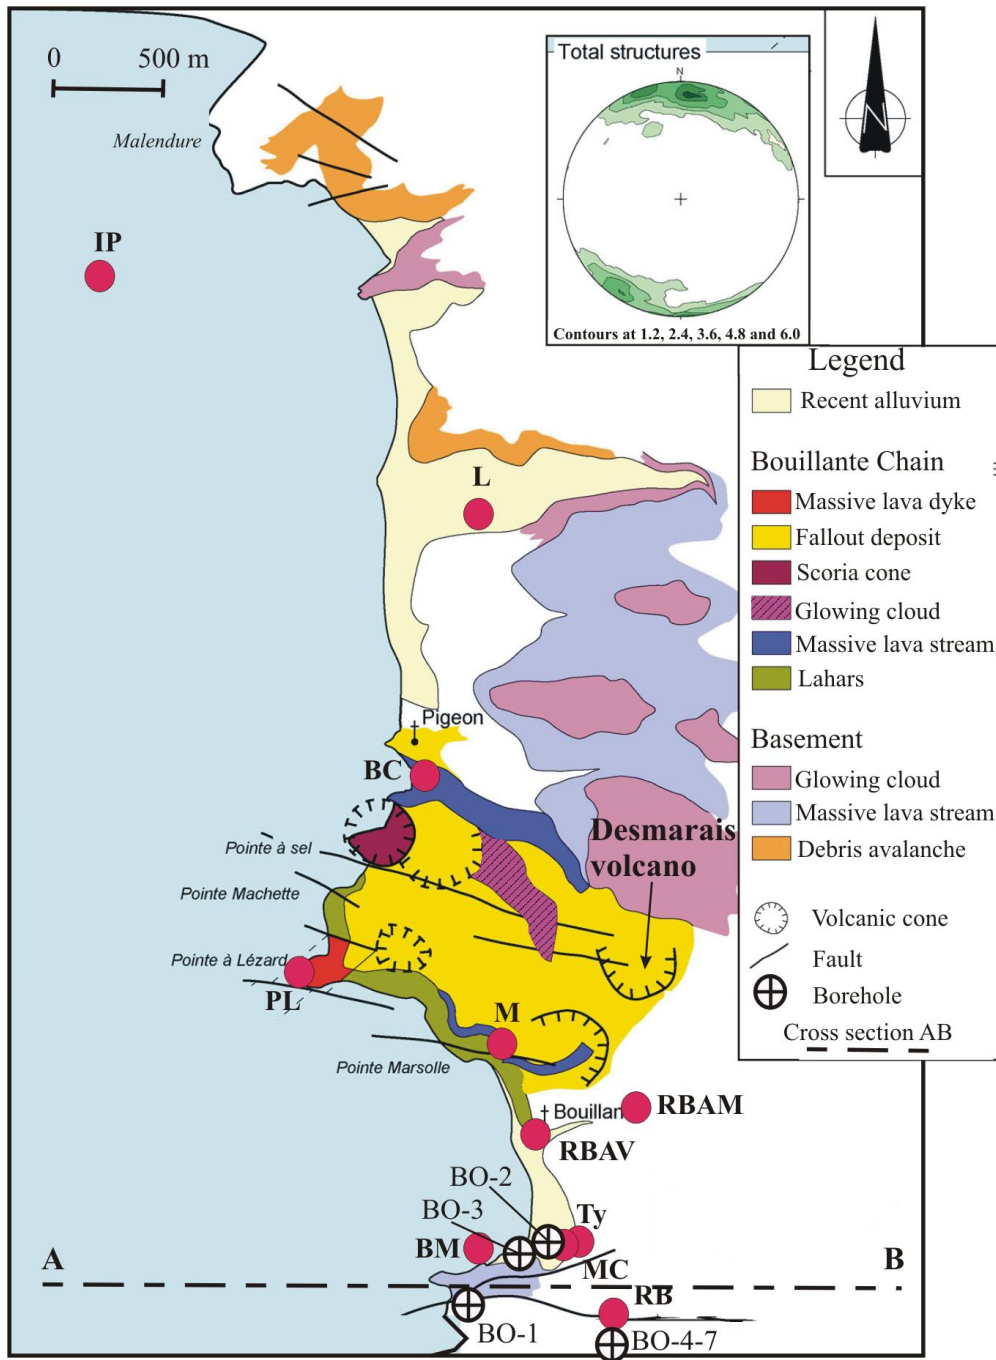 0 500 m
Malendure
IP
Total structures
N
Contours at 1.2, 2.4, 3.6, 4.8 and 6.0
N
Legend
Recent alluvium
Bouillante Chain
Massive lava dyke
Fallout deposit
Scoria cone
Glowing cloud
Massive lava stream
Lahars
Basement
Glowing cloud
Massive lava stream
Debris avalanche
Volcanic cone
Fault
Borehole
Cross section AB
L
Pigeon
BC
Desmarais
volcano
Pointe à sel
Pointe Machette
Pointe à Lézard
PL
M
Pointe Marsolle
RBAM
Bouillan
RBAV
BO-2
BO-3
Ty
BM
MC
A
B
RB
BO-1
BO-4-7